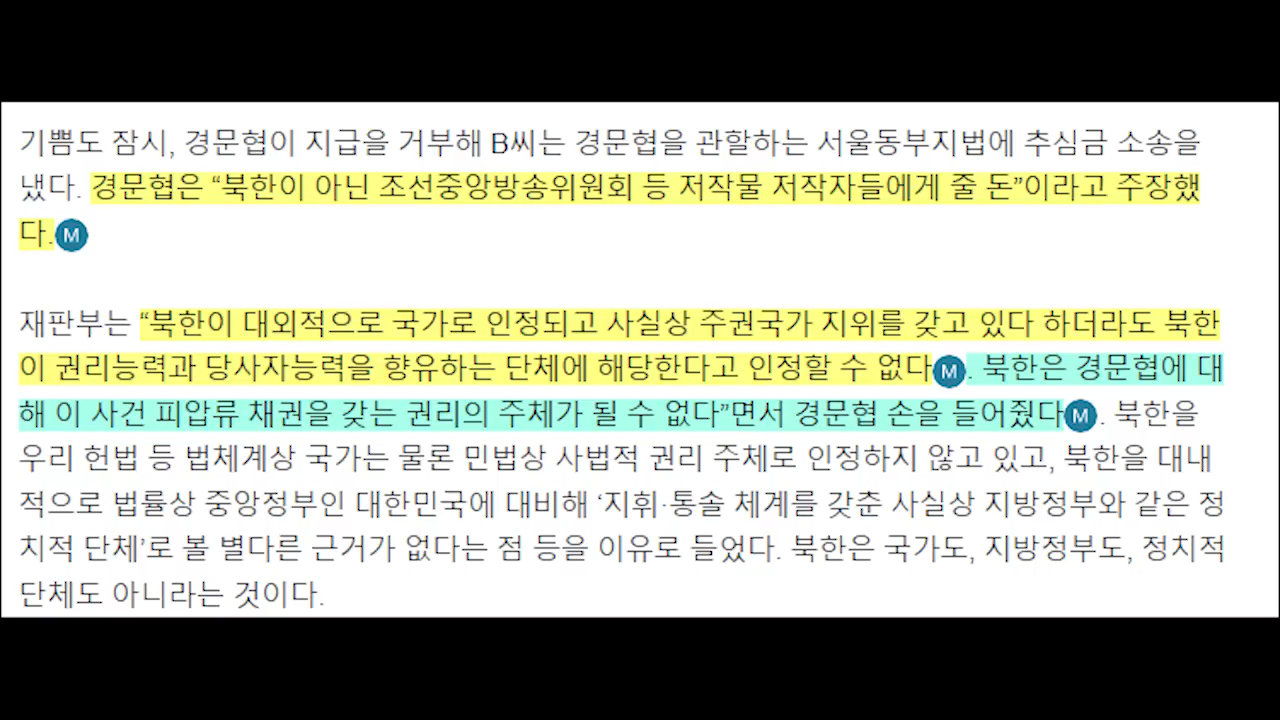 기쁨도 잠시, 경문협이 지급을 거부해 B씨는 경문협을 관할하는 서울동부지법에 추심금 소송을
냈다. 경문협은 “북한이 아닌 조선중앙방송위원회 등 저작물 저작자들에게 줄 돈”이라고 주장했
다. M
재판부는 “북한이 대외적으로 국가로 인정되고 사실상 주권국가 지위를 갖고 있다 하더라도 북한
이 권리능력과 당사자능력을 향유하는 단체에 해당한다고 인정할 수 없다 M . 북한은 경문협에 대
해 이 사건 피압류 채권을 갖는 권리의 주체가 될 수 없다”면서 경문협 손을 들어줬다 M . 북한을
우리 헌법 등 법체계상 국가는 물론 민법상 사법적 권리 주체로 인정하지 않고 있고, 북한을 대내
적으로 법률상 중앙정부인 대한민국에 대비해 ‘지휘·통솔 체계를 갖춘 사실상 지방정부와 같은 정
치적 단체’로 볼 별다른 근거가 없다는 점 등을 이유로 들었다. 북한은 국가도, 지방정부도, 정치적
단체도 아니라는 것이다.